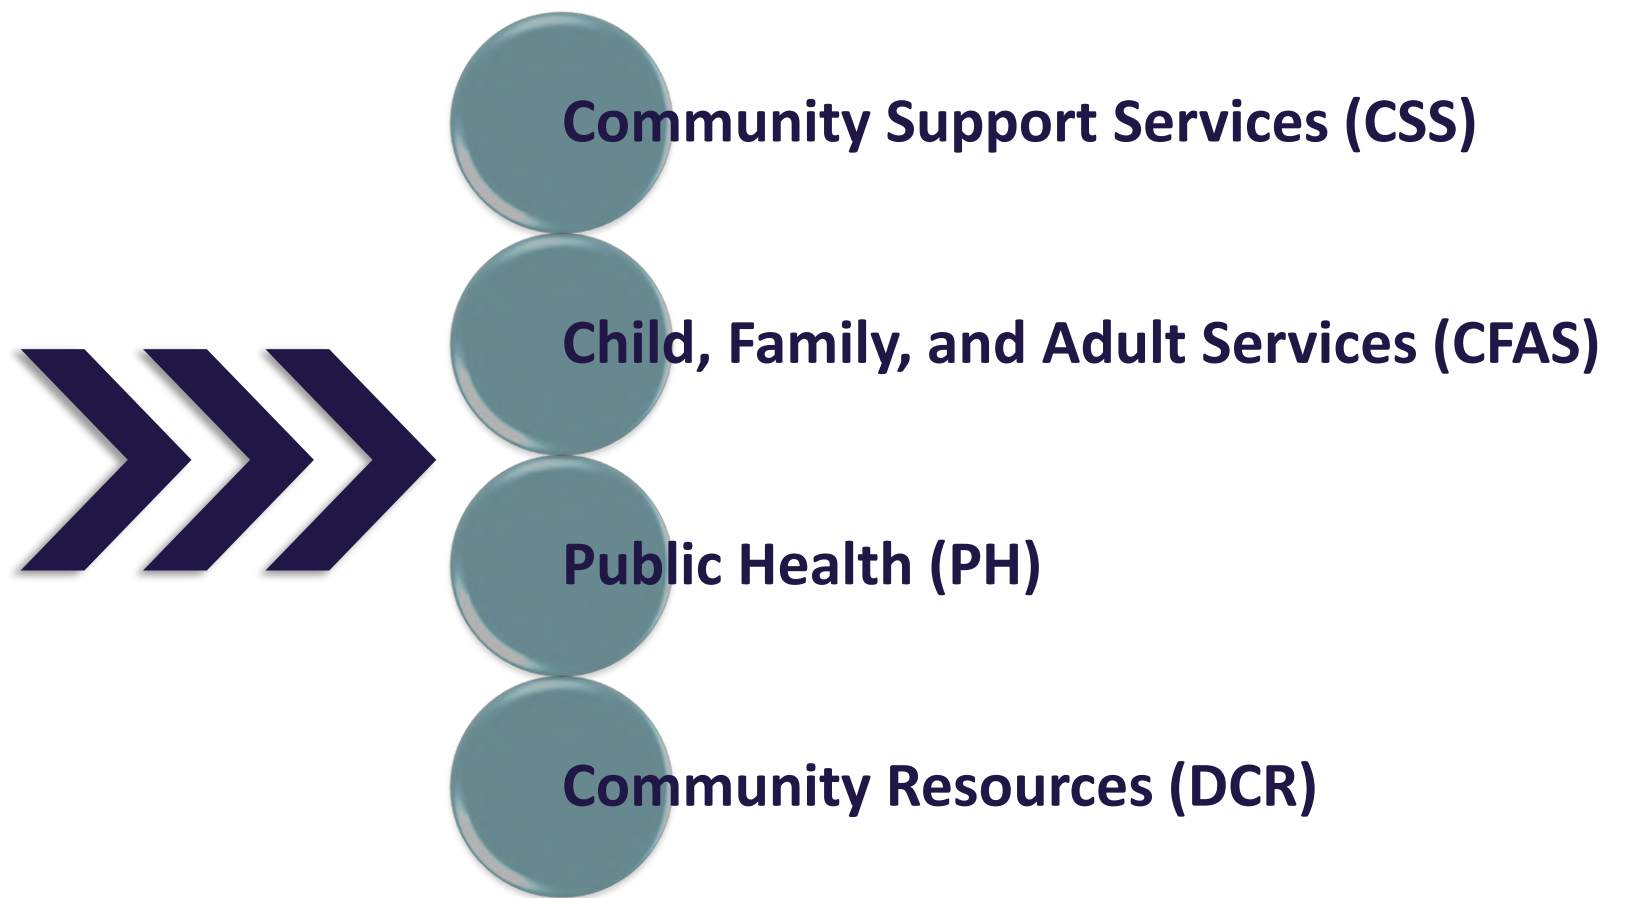 Community Support Services (CSS)
Child, Family, and Adult Services (CFAS)
Public Health (PH)
Community Resources (DCR)